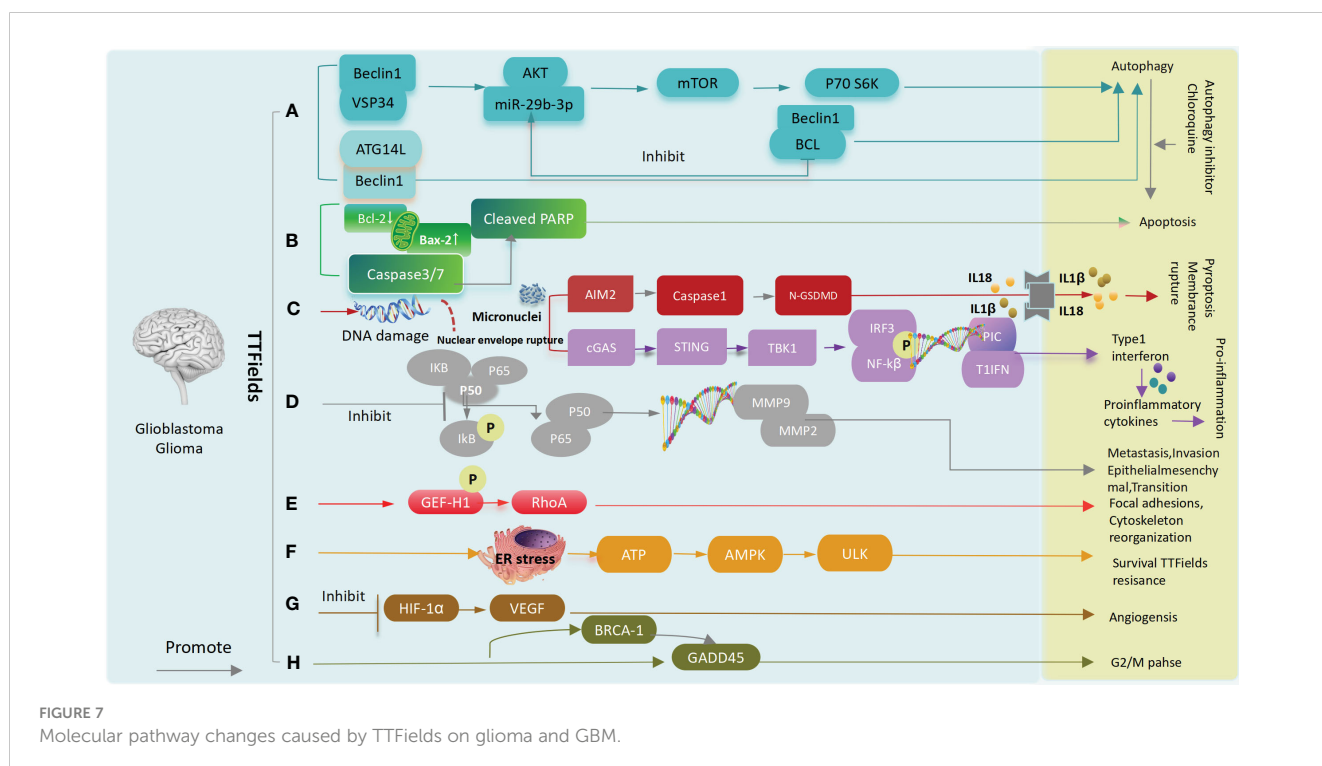 A
Beclin1
VSP34
AKT
miR-29b-3p
mTOR
P70 S6K
Beclin1
BCL
Inhibit
ATG14L
Beclin1
Autophagy
Autophagy inhibitor
Chloroquine
B
Bcl-2↓
Bax-2↑
Cleaved PARP
Caspase3/7
Apoptosis
C
DNA damage
Micronuclei
Nuclear envelope rupture
AIM2
Caspase1
N-GSDMD
IL18
IL1β
IL1β
IL18
Pyroptosis
Membrance
rupture
cGAS
STING
TBK1
IRF3
P
NF-kβ
PIC
T1IFN
Type1
interferon
Proinflammatory
cytokines
Pro-inflammation
TTFields
Glioblastoma
Glioma
D
Inhibit
IKB
P65
P50
IkB
P
P50
P65
MMP9
MMP2
Metastasis,Invasion
Epithelialmesenchy
mal,Transition
E
P
GEF-H1
RhoA
Focal adhesions,
Cytoskeleton
reorganization
F
ER stress
ATP
AMPK
ULK
Survival TTFields
resisance
G
Inhibit
HIF-1α
VEGF
Angiogensis
Promote
H
BRCA-1
GADD45
G2/M pahse
FIGURE 7
Molecular pathway changes caused by TTFields on glioma and GBM.